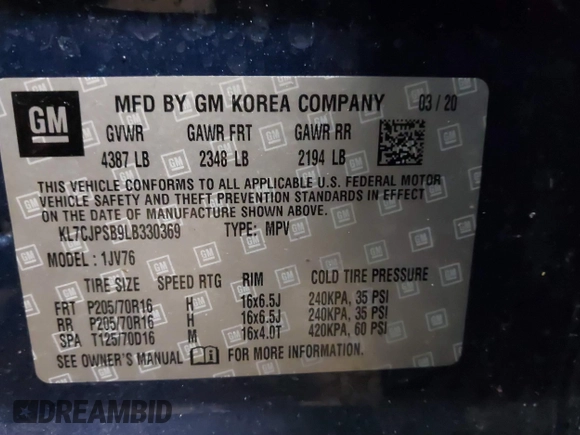 GM
MFD BY GM KOREA COMPANY 03/20
GVWR GAWR FRT GAWR RR
4387 LB 2348 LB 2194 LB
THIS VEHICLE CONFORMS TO ALL APPLICABLE U.S. FEDERAL MOTOR
VEHICLE SAFETY AND THEFT PREVENTION STANDARDS IN EFFECT ON
THE DATE OF MANUFACTURE SHOWN ABOVE.
KL7CJPSB9LB330369 TYPE: MPV
MODEL : 1JV76
TIRE SIZE SPEED RTG RIM COLD TIRE PRESSURE
FRT P205/70R16 H 16x6.5J 240KPA, 35 PSI
RR P205/70R16 H 16x6.5J 240KPA, 35 PSI
SPA T125/70D16 M 16x4.0T 420KPA, 60 PSI
SEE OWNER'S MANUAL FOR MORE INFORMATION.
DREAMBID